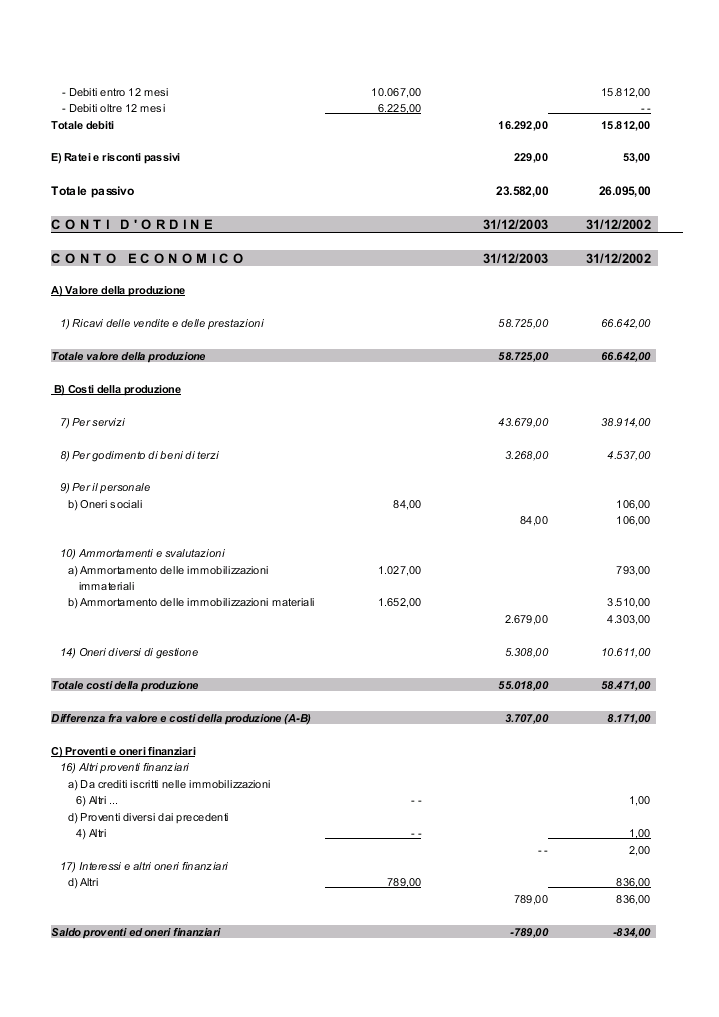 - Debiti entro 12 mesi 10.067,00 15.812,00
- Debiti oltre 12 mesi 6.225,00 - -
Totale debiti 16.292,00 15.812,00
E) Ratei e risconti passivi 229,00 53,00
Totale passivo 23.582,00 26.095,00
CONTI D'ORDINE 31/12/2003 31/12/2002
CONTO ECONOMICO 31/12/2003 31/12/2002
A) Valore della produzione
1) Ricavi delle vendite e delle prestazioni 58.725,00 66.642,00
Totale valore della produzione 58.725,00 66.642,00
B) Costi della produzione
7) Per servizi 43.679,00 38.914,00
8) Per godimento di beni di terzi 3.268,00 4.537,00
9) Per il personale
b) Oneri sociali 84,00 106,00
84,00 106,00
10) Ammortamenti e svalutazioni
a) Ammortamento delle immobilizzazioni 1.027,00 793,00
immateriali
b) Ammortamento delle immobilizzazioni materiali 1.652,00 3.510,00
2.679,00 4.303,00
14) Oneri diversi di gestione 5.308,00 10.611,00
Totale costi della produzione 55.018,00 58.471,00
Differenza fra valore e costi della produzione (A-B) 3.707,00 8.171,00
C) Proventi e oneri finanziari
16) Altri proventi finanziari
a) Da crediti iscritti nelle immobilizzazioni
6) Altri ... - - 1,00
d) Proventi diversi dai precedenti
4) Altri - - 1,00
- - 2,00
17) Interessi e altri oneri finanziari
d) Altri 789,00 836,00
789,00 836,00
Saldo proventi ed oneri finanziari -789,00 -834,00